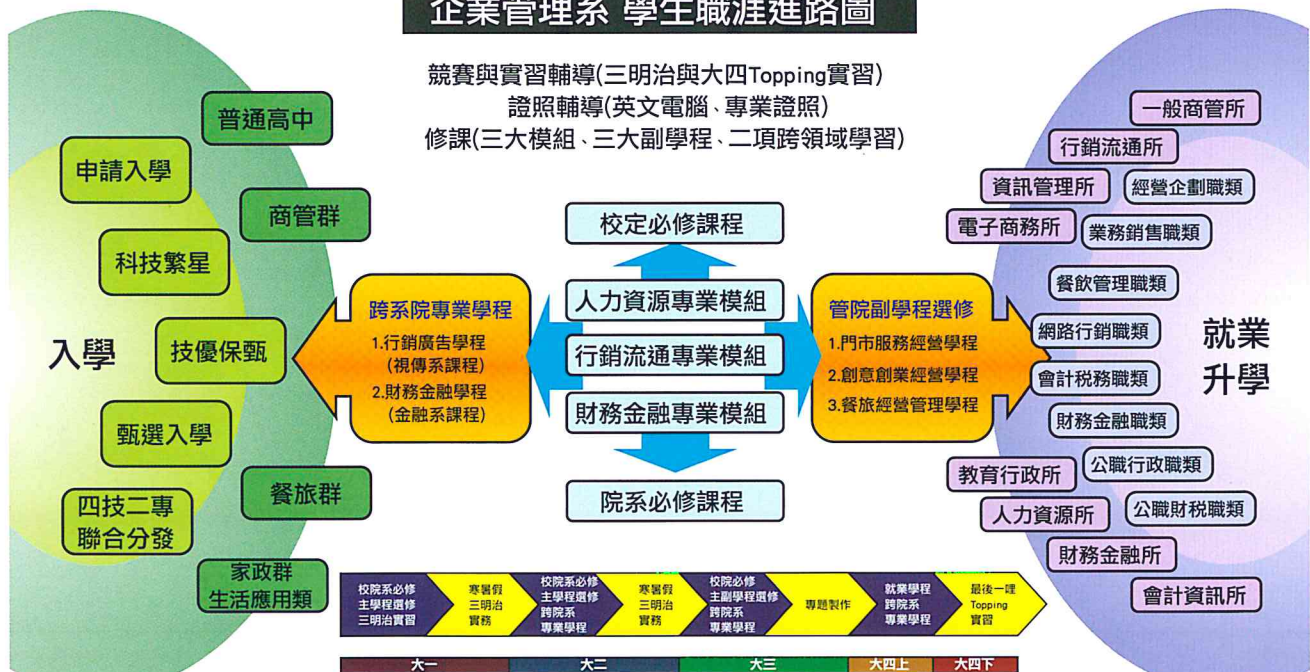 企業管理系 學生職涯進路圖
競賽與實習輔導(三明治與大四Topping實習)
證照輔導(英文電腦、專業證照)
修課(三大模組、三大副學程、二項跨領域學習)
入學
申請入學
科技繁星
技優保甄
甄選入學
四技二專
聯合分發
普通高中
商管群
餐旅群
家政群
生活應用類
跨系院專業學程
1.行銷廣告學程
(視傳系課程)
2.財務金融學程
(金融系課程)
校定必修課程
人力資源專業模組
行銷流通專業模組
財務金融專業模組
院系必修課程
管院副學程選修
1.門市服務經營學程
2.創意創業經營學程
3.餐旅經營管理學程
一般商管所
行銷流通所
資訊管理所
電子商務所
經營企劃職類
業務銷售職類
餐飲管理職類
網路行銷職類
會計稅務職類
財務金融職類
公職行政職類
公職財稅職類
教育行政所
人力資源所
財務金融所
會計資訊所
就業
升學
校院系必修
主學程選修
三明治實習
寒暑假
三明治
實務
校院系必修
主學程選修
跨院系
專業學程
寒暑假
三明治
實務
校院必修
主副學程選修
跨院系
專業學程
專題製作
就業學程
跨院系
專業學程
最後一哩
Topping
實習
大一
大二
大三
大四上
大四下